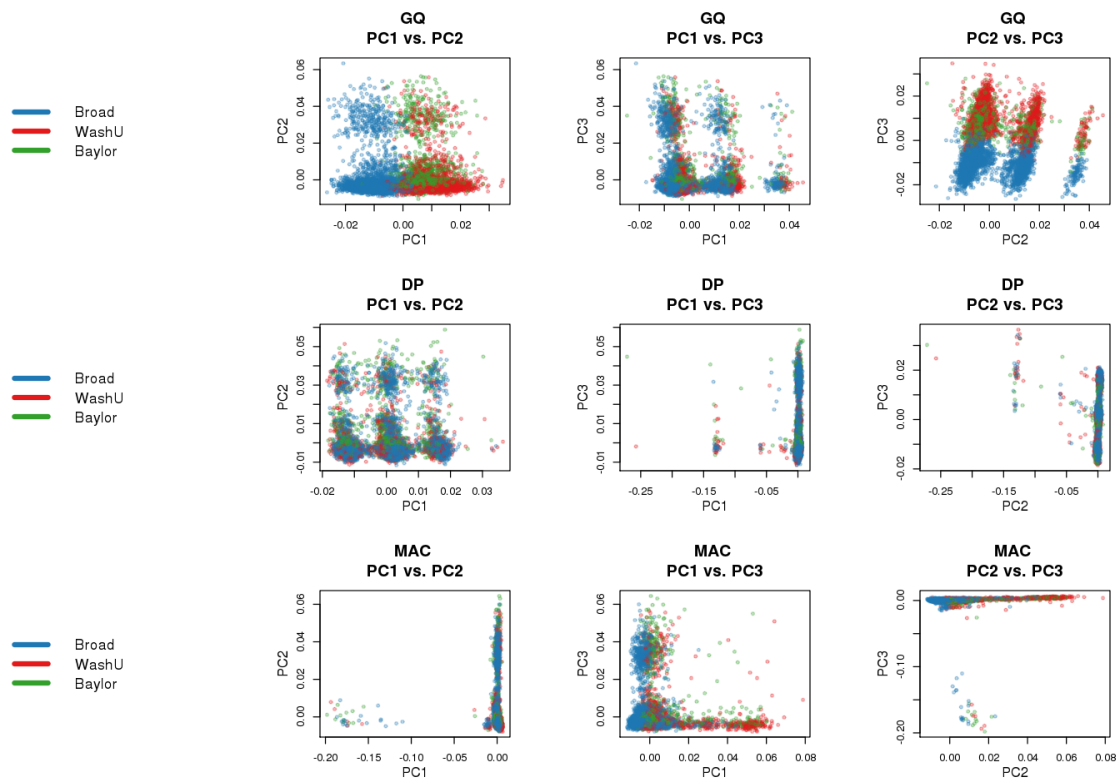 GQ
PC1 vs. PC2
GQ
PC1 vs. PC3
GQ
PC2 vs. PC3
Broad
WashU
Baylor
0.06
0.04
0.02
0.00
PC2
-0.02 0.00 0.02
PC1
0.06
0.04
0.02
0.00
PC3
-0.02 0.00 0.02 0.04
PC1
0.02
0.00
-0.02
PC3
-0.02 0.00 0.02 0.04
PC2
DP
PC1 vs. PC2
DP
PC1 vs. PC3
DP
PC2 vs. PC3
Broad
WashU
Baylor
0.05
0.03
0.01
-0.01
PC2
-0.02 0.00 0.01 0.03
PC1
0.05
0.03
0.01
-0.01
PC3
-0.25 -0.15 -0.05
PC1
0.02
0.00
-0.02
PC3
-0.25 -0.15 -0.05
PC2
MAC
PC1 vs. PC2
MAC
PC1 vs. PC3
MAC
PC2 vs. PC3
Broad
WashU
Baylor
0.06
0.04
0.02
0.00
PC2
-0.20 -0.15 -0.10 -0.05 0.00
PC1
0.06
0.04
0.02
0.00
PC3
0.00 0.02 0.04 0.06 0.08
PC1
0.00
-0.10
-0.20
PC3
0.00 0.02 0.04 0.06 0.08
PC2